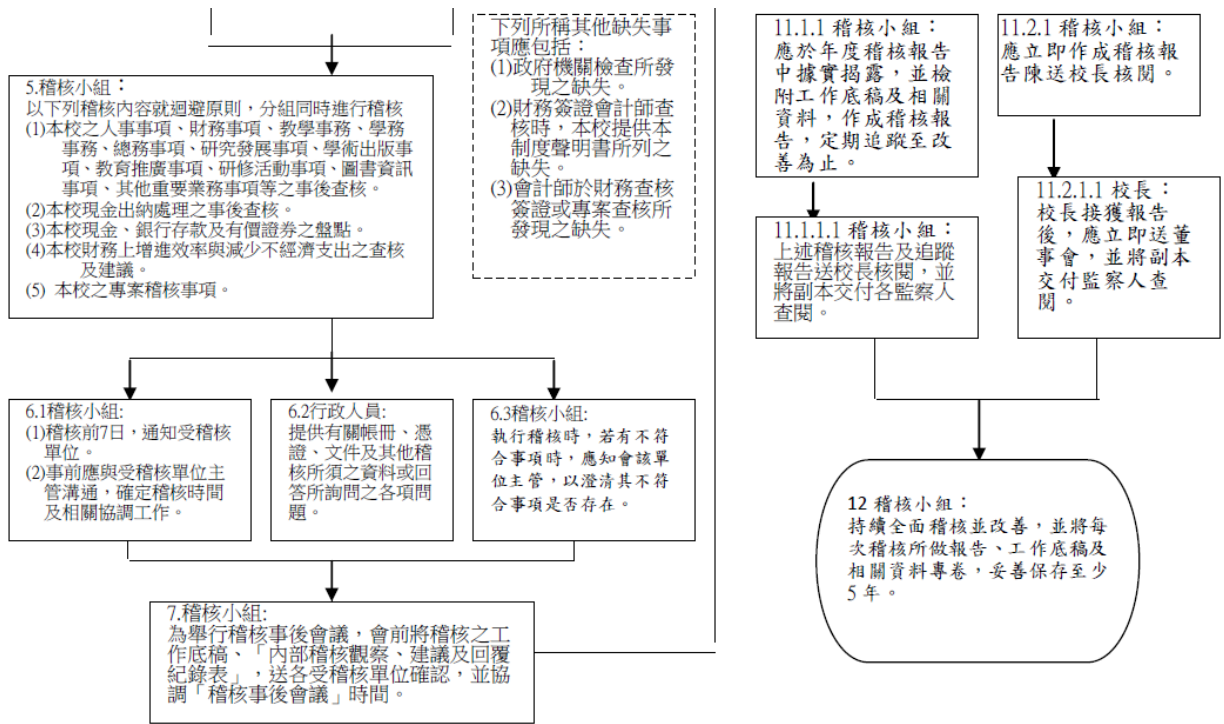 5.稽核小組：
以下列稽核內容就迴避原則，分組同時進行稽核
(1)本校之人事事項、財務事項、教學事務、學務
事務、總務事項、研究發展事項、學術出版事
項、教育推廣事項、研修活動事項、圖書資訊
事項、其他重要業務事項等之事後查核。
(2)本校現金出納處理之事後查核。
(3)本校現金、銀行存款及有價證券之盤點。
(4)本校財務上增進效率與減少不經濟支出之查核
及建議。
(5) 本校之專案稽核事項。
下列所稱其他缺失事
項應包括：
(1)政府機關檢查所發
現之缺失。
(2)財務簽證會計師查
核時，本校提供本
制度聲明書所列之
缺失。
(3)會計師於財務查核
簽證或專案查核所
發現之缺失。
6.1稽核小組:
(1)稽核前7日，通知受稽核
單位。
(2)事前應與受稽核單位主
管溝通，確定稽核時間
及相關協調工作。
6.2行政人員:
提供有關帳冊、憑
證、文件及其他稽
核所須之資料或回
答所詢問之各項問
題。
6.3稽核小組:
執行稽核時，若有不符
合事項時，應知會該單
位主管，以澄清其不符
合事項是否存在。
7.稽核小組:
為舉行稽核事後會議，會前將稽核之工
作底稿、「內部稽核觀察、建議及回覆
紀錄表」，送各受稽核單位確認，並協
調「稽核事後會議」時間。
11.1.1 稽核小組：
應於年度稽核報告
中據實揭露，並檢
附工作底稿及相關
資料，作成稽核報
告，定期追蹤至改
善為止。
11.2.1 稽核小組：
應立即作成稽核報
告陳送校長核閱。
11.1.1.1 稽核小組：
上述稽核報告及追蹤
報告送校長核閱，並
將副本交付各監察人
查閱。
11.2.1.1 校長：
校長接獲報告
後，應立即送董
事會，並將副本
交付監察人查
閱。
12 稽核小組：
持續全面稽核並改善，並將每
次稽核所做報告、工作底稿及
相關資料專卷，妥善保存至少
5 年。